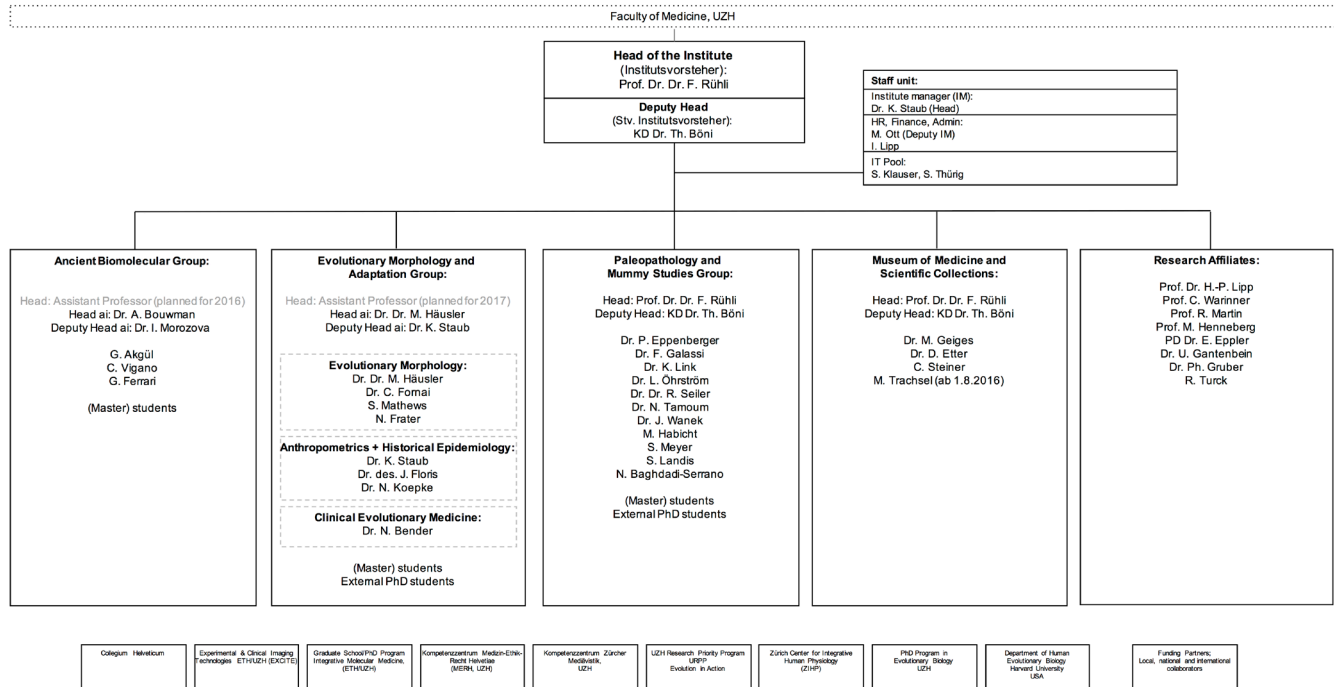 Faculty of Medicine, UZH
Head of the Institute
(Institutsvorsteher):
Prof. Dr. Dr. F. Rühli
Deputy Head
(Stv. Institutsvorsteher):
KD Dr. Th. Böni
Staff unit:
Institute manager (IM):
Dr. K. Staub (Head)
HR, Finance, Admin:
M. Ott (Deputy IM)
I. Lipp
IT Pool:
S. Klauser, S. Thürig
Ancient Biomolecular Group:
Head: Assistant Professor (planned for 2016)
Head ai: Dr. A. Bouwman
Deputy Head ai: Dr. I. Morozova
G. Akgül
C. Vigano
G. Ferrari
(Master) students
Evolutionary Morphology and
Adaptation Group:
Head: Assistant Professor (planned for 2017)
Head ai: Dr. Dr. M. Häusler
Deputy Head ai: Dr. K. Staub
Evolutionary Morphology:
Dr. Dr. M. Häusler
Dr. C. Fornai
S. Mathews
N. Frater
Anthropometrics + Historical Epidemiology:
Dr. K. Staub
Dr. des. J. Floris
Dr. N. Koepke
Clinical Evolutionary Medicine:
Dr. N. Bender
(Master) students
External PhD students
Paleopathology and
Mummy Studies Group:
Head: Prof. Dr. Dr. F. Rühli
Deputy Head: KD Dr. Th. Böni
Dr. P. Eppenberger
Dr. F. Galassi
Dr. K. Link
Dr. L. Öhrström
Dr. Dr. R. Seiler
Dr. N. Tamoum
Dr. J. Wanek
M. Habicht
S. Meyer
S. Landis
N. Baghdadi-Serrano
(Master) students
External PhD students
Museum of Medicine and
Scientific Collections:
Head: Prof. Dr. Dr. F. Rühli
Deputy Head: KD Dr. Th. Böni
Dr. M. Geiges
Dr. D. Etter
C. Steiner
M. Trachsel (ab 1.8.2016)
Research Affiliates:
Prof. Dr. H.-P. Lipp
Prof. C. Warinner
Prof. R. Martin
Prof. M. Henneberg
PD Dr. E. Eppler
Dr. U. Gantenbein
Dr. Ph. Gruber
R. Turck
Collegium Helveticum
Experimental & Clinical Imaging
Technologies ETH/UZH (EXCITE)
Graduate School/PhD Program
Integrative Molecular Medicine,
(ETH/UZH)
Kompetenzzentrum Medizin-Ethik-
Recht Helvetiae
(MERH, UZH)
Kompetenzzentrum Zürcher
Mediävistik,
UZH
UZH Research Priority Program
URPP
Evolution in Action
Zürich Center for Integrative
Human Physiology
(ZIHP)
PhD Program in
Evolutionary Biology
UZH
Department of Human
Evolutionary Biology
Harvard University
USA
Funding Partners;
Local, national and international
collaborators